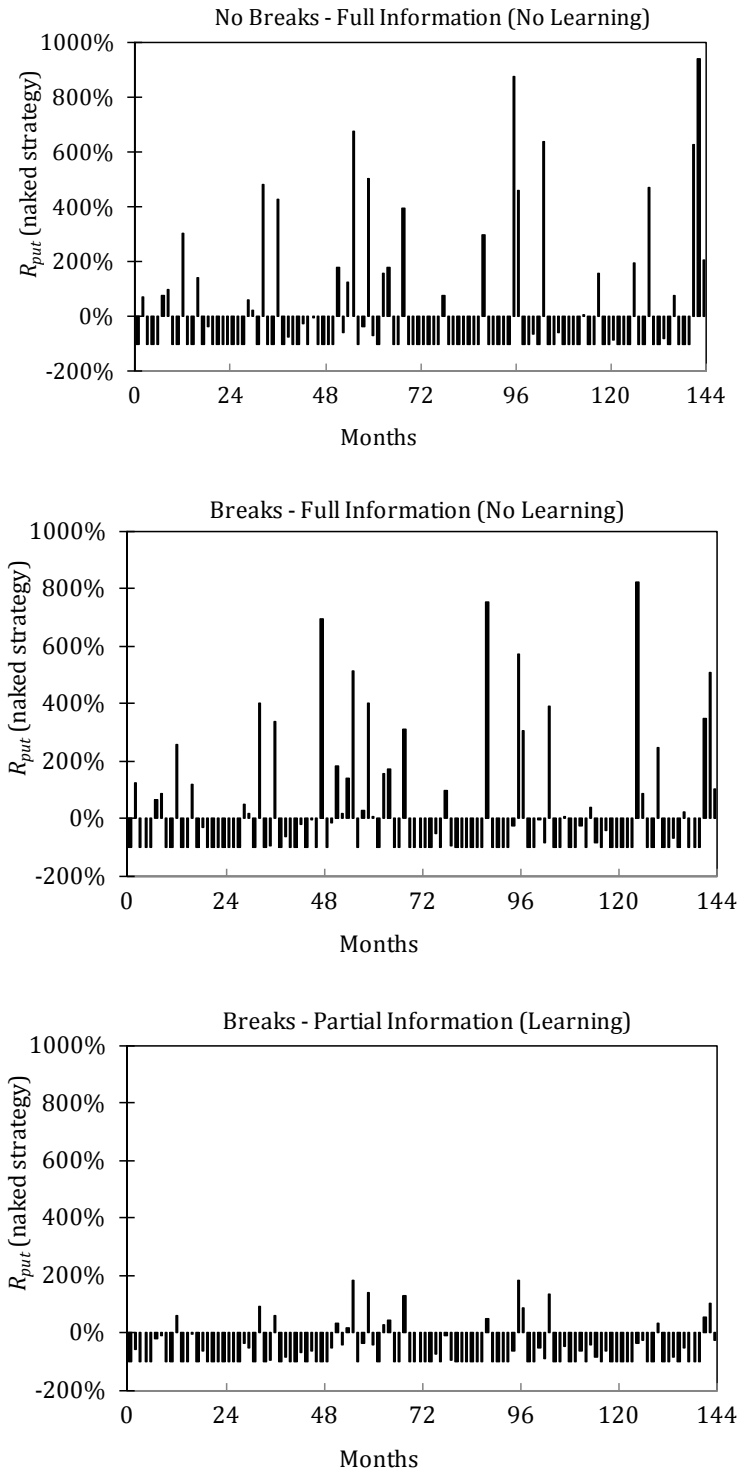 No Breaks - Full Information (No Learning)
1000%
800%
600%
400%
200%
0%
-200%
R_put (naked strategy)
0 24 48 72 96 120 144
Months
Breaks - Full Information (No Learning)
1000%
800%
600%
400%
200%
0%
-200%
R_put (naked strategy)
0 24 48 72 96 120 144
Months
Breaks - Partial Information (Learning)
1000%
800%
600%
400%
200%
0%
-200%
R_put (naked strategy)
0 24 48 72 96 120 144
Months